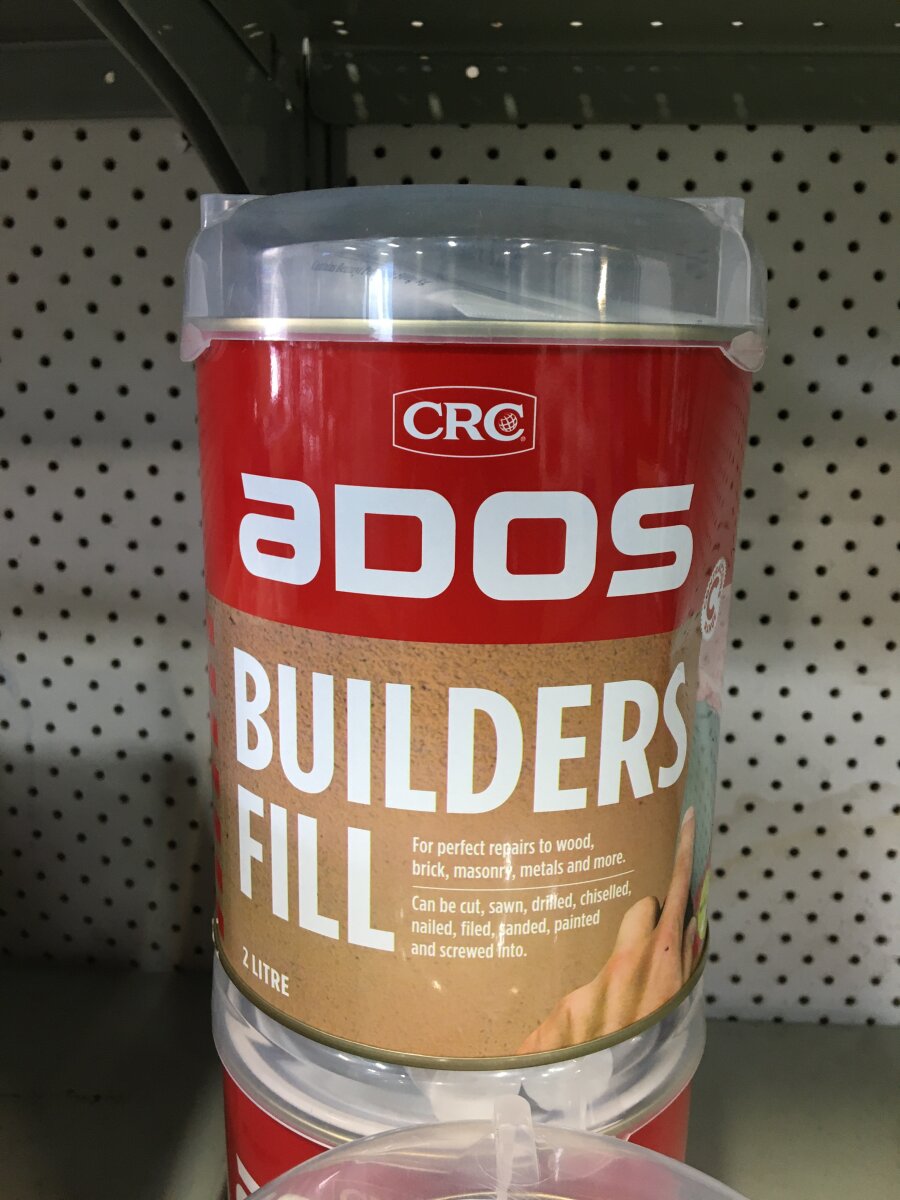 CRC
aDOS
BUILDERS
FILL
For perfect repairs to wood,
brick, masonry, metals and more.
Can be cut, sawn, drilled, chiselled,
nailed, filed, sanded, painted
and screwed into.
2 LITRE